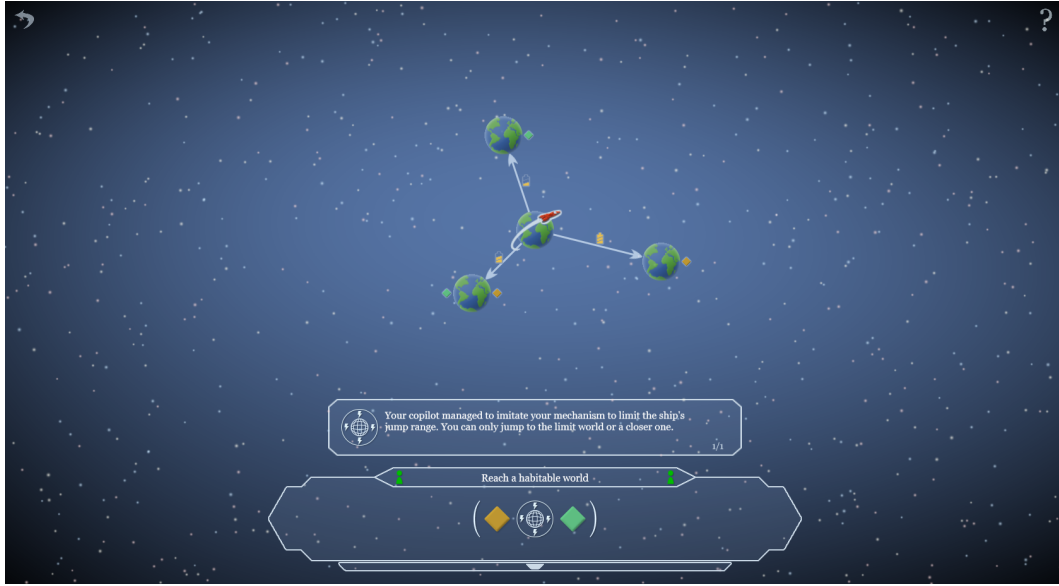 ?
Your copilot managed to imitate your mechanism to limit the ship's
jump range. You can only jump to the limit world or a closer one.
1/1
Reach a habitable world